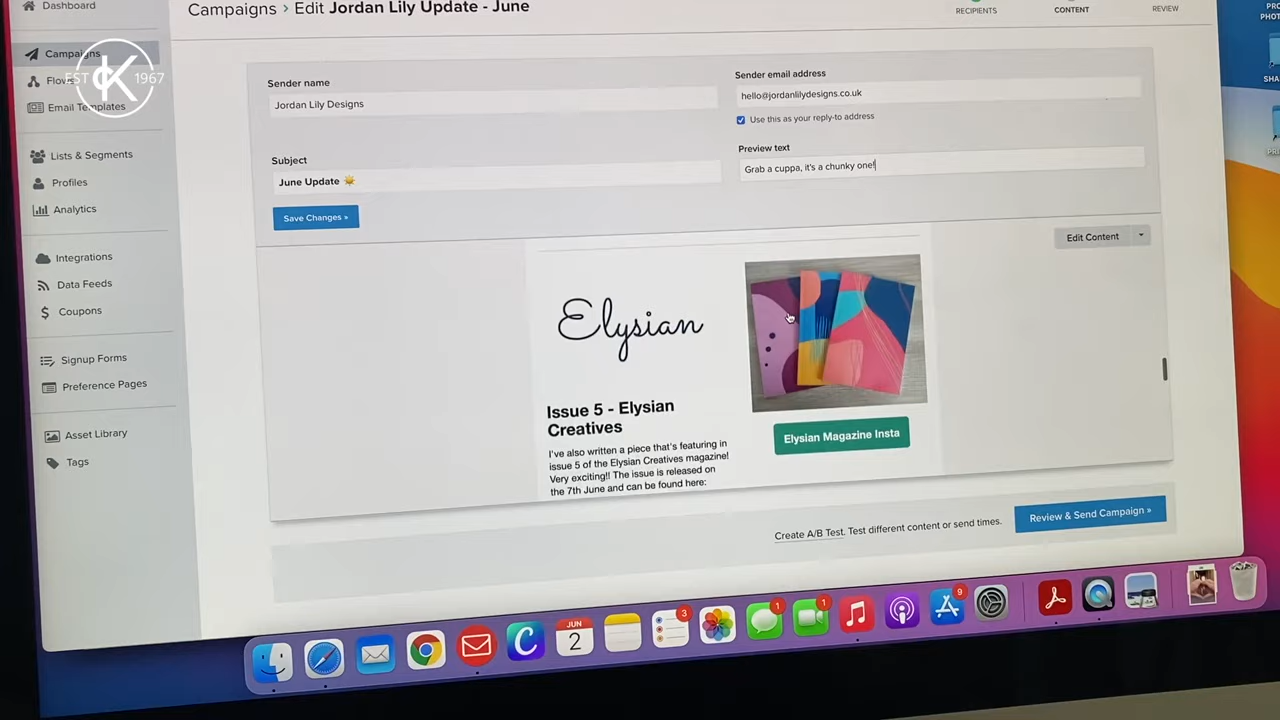 Dashboard
Campaigns › Edit Jordan Lily Update - June
RECIPIENTS
CONTENT
REVIEW
Campaigns
Flows
Email Templates
Lists & Segments
Profiles
Analytics
Integrations
Data Feeds
Coupons
Signup Forms
Preference Pages
Asset Library
Tags
EST K 1967
Sender name
Jordan Lily Designs
Sender email address
hello@jordanlilydesigns.co.uk
Use this as your reply-to address
Subject
June Update
Preview text
Grab a cuppa, it's a chunky one!
Save Changes »
Edit Content
Elysian
Issue 5 - Elysian
Creatives
I've also written a piece that's featuring in
issue 5 of the Elysian Creatives magazine!
Very exciting!! The issue is released on
the 7th June and can be found here:
Elysian Magazine Insta
Create A/B Test. Test different content or send times.
Review & Send Campaign »
JUN
2
3
1
1
9